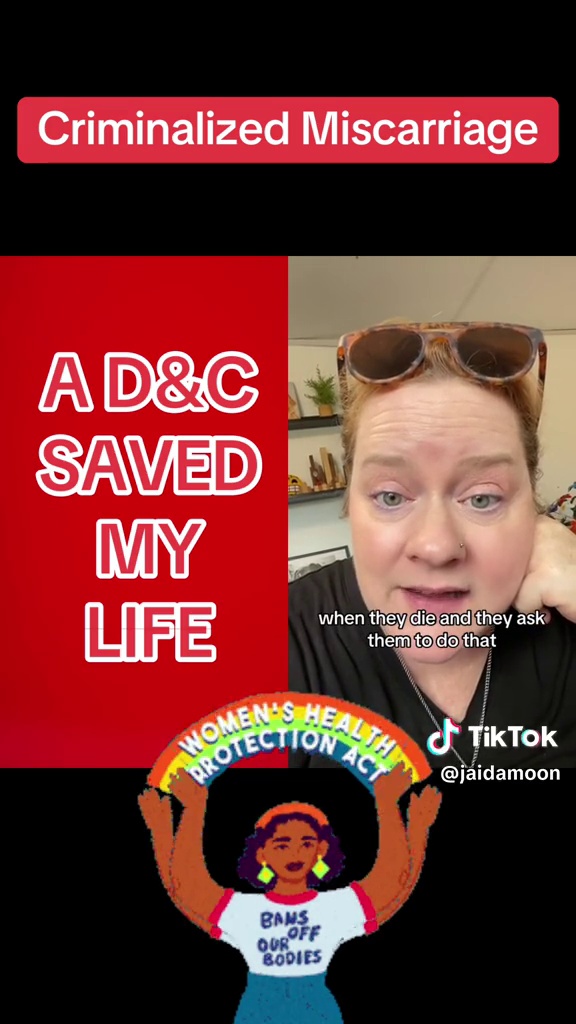 Criminalized Miscarriage
A D&C
SAVED
MY
LIFE
when they die and they ask
them to do that
TikTok
@jaidamoon
WOMEN'S HEALTH
PROTECTION ACT
BANS
OFF
OUR
BODIES